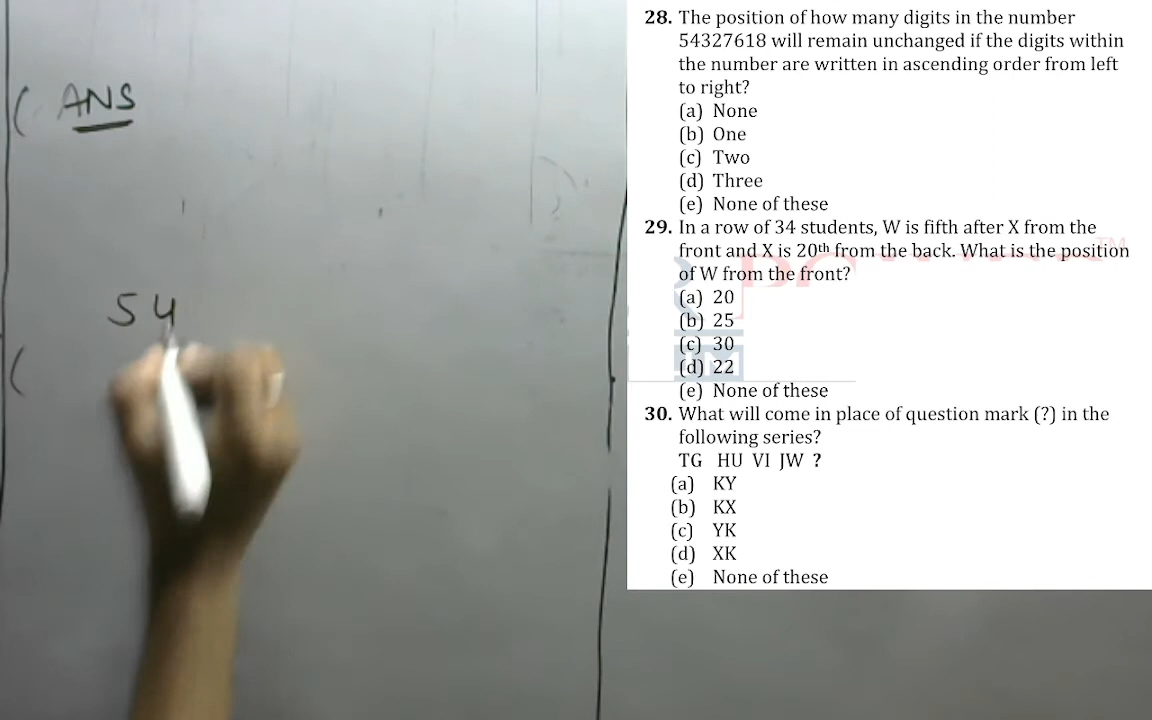 ( ANS
5 4
(
28. The position of how many digits in the number
54327618 will remain unchanged if the digits within
the number are written in ascending order from left
to right?
(a) None
(b) One
(c) Two
(d) Three
(e) None of these
29. In a row of 34 students, W is fifth after X from the
front and X is 20th from the back. What is the position
of W from the front?
(a) 20
(b) 25
(c) 30
(d) 22
(e) None of these
30. What will come in place of question mark (?) in the
following series?
TG HU VI JW ?
(a) KY
(b) KX
(c) YK
(d) XK
(e) None of these